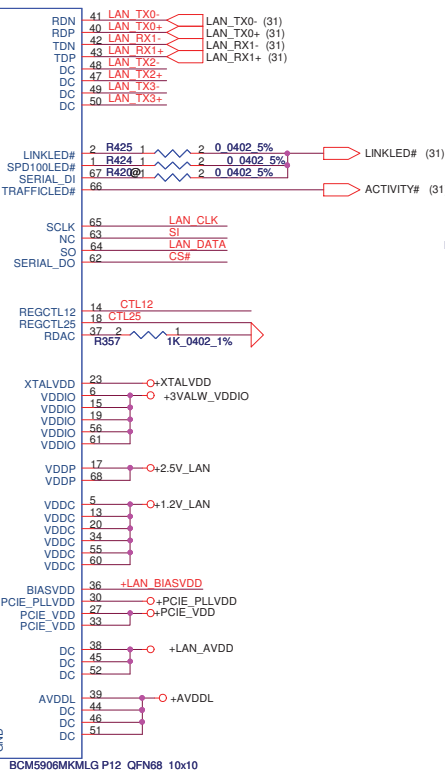 RDN 41 LAN_TX0- LAN_TX0- (31)
RDP 40 LAN_TX0+ LAN_TX0+ (31)
TDN 42 LAN_RX1- LAN_RX1- (31)
TDP 43 LAN_RX1+ LAN_RX1+ (31)
DC 48 LAN_TX2-
DC 47 LAN_TX2+
DC 49 LAN_TX3-
DC 50 LAN_TX3+
LINKLED# 2 R425 1 2 0_0402_5% LINKLED# (31)
SPD100LED# 1 R424 1 2 0_0402_5%
SERIAL_DI 67 R420@ 1 2 0_0402_5%
TRAFFICLED# 66 ACTIVITY# (31
SCLK 65 LAN_CLK
NC 63 SI
SO 64 LAN_DATA
SERIAL_DO 62 CS#
REGCTL12 14 CTL12
REGCTL25 18 CTL25
RDAC 37 2 1
R357 1K_0402_1%
XTALVDD 23 +XTALVDD
VDDIO 6 +3VALW_VDDIO
VDDIO 15
VDDIO 19
VDDIO 56
VDDIO 61
VDDP 17 +2.5V_LAN
VDDP 68
VDDC 5 +1.2V_LAN
VDDC 13
VDDC 20
VDDC 34
VDDC 55
VDDC 60
BIASVDD 36 +LAN_BIASVDD
PCIE_PLLVDD 30 +PCIE_PLLVDD
PCIE_VDD 27 +PCIE_VDD
PCIE_VDD 33
DC 38 +LAN_AVDD
DC 45
DC 52
AVDDL 39 +AVDDL
DC 44
DC 46
DC 51
GND
BCM5906MKMLG P12 QFN68 10x10